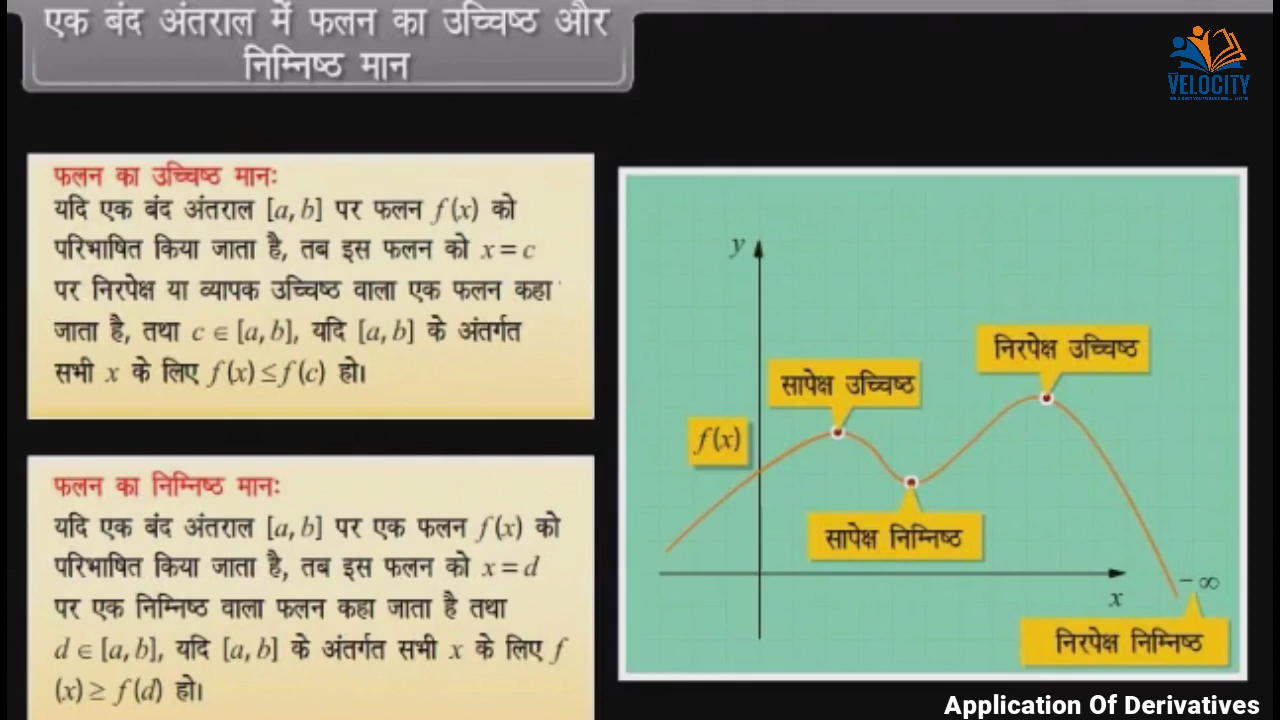 एक बंद अंतराल में फलन का उच्चिष्ठ और
निम्निष्ठ मान
VELOCITY
फलन का उच्चिष्ठ मानः
यदि एक बंद अंतराल [a, b] पर फलन f(x) को
परिभाषित किया जाता है, तब इस फलन को x = c
पर निरपेक्ष या व्यापक उच्चिष्ठ वाला एक फलन कहा
जाता है, तथा c ∈ [a, b], यदि [a, b] के अंतर्गत
सभी x के लिए f(x) ≤ f(c) हो।
फलन का निम्निष्ठ मानः
यदि एक बंद अंतराल [a, b] पर एक फलन f(x) को
परिभाषित किया जाता है, तब इस फलन को x = d
पर एक निम्निष्ठ वाला फलन कहा जाता है तथा
d ∈ [a, b], यदि [a, b] के अंतर्गत सभी x के लिए f
(x) ≥ f(d) हो।
y
निरपेक्ष उच्चिष्ठ
सापेक्ष उच्चिष्ठ
f(x)
सापेक्ष निम्निष्ठ
− ∞
x
निरपेक्ष निम्निष्ठ
Application Of Derivatives